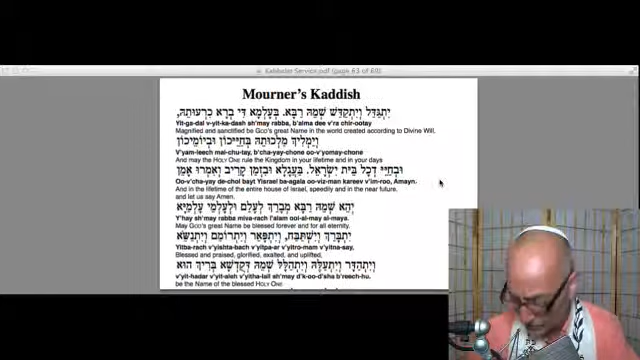 Kabbalat Service.pdf (page 63 of 69)
Mourner's Kaddish
יִתְגַּדַּל וְיִתְקַדַּשׁ שְׁמֵהּ רַבָּא. בְּעָלְמָא דִּי בְרָא כִרְעוּתֵהּ,
Yit-ga-dal v-yit-ka-dash sh'may rabba, b'alma dee v'ra chir-ootay
Magnified and sanctified be GOD's great Name in the world created according to Divine Will.
וְיַמְלִיךְ מַלְכוּתֵהּ בְּחַיֵּיכוֹן וּבְיוֹמֵיכוֹן
V'yam-leech mal-chu-tay, b'cha-yay-chone oo-v'yomay-chone
And may the HOLY ONE rule the Kingdom in your lifetime and in your days
וּבְחַיֵּי דְכָל בֵּית יִשְׂרָאֵל. בַּעֲגָלָא וּבִזְמַן קָרִיב וְאִמְרוּ אָמֵן
Oo-v'cha-yay de-chol bayt Yisrael ba-agala oo-viz-man kareev v'im-roo, Amayn.
And in the lifetime of the entire house of Israel, speedily and in the near future.
and let us say Amen.
יְהֵא שְׁמֵהּ רַבָּא מְבָרַךְ לְעָלַם וּלְעָלְמֵי עָלְמַיָּא
Y'hay sh'may rabba miva-rach l'alam ool-al-may al-maya.
May GOD's great Name be blessed forever and for all eternity.
יִתְבָּרַךְ וְיִשְׁתַּבַּח, וְיִתְפָּאַר וְיִתְרוֹמַם וְיִתְנַשֵּׂא
Yitba-rach v'yishta-bach v'yitpa-ar v'yitro-mam v'yitna-say,
Blessed and praised, glorified, exalted, and uplifted,
וְיִתְהַדָּר וְיִתְעַלֶּה וְיִתְהַלָּל שְׁמֵהּ דְּקֻדְשָׁא בְּרִיךְ הוּא
v'yit-hadar v'yit-aleh v'yitha-lall sh'may d'k-oo-d'sha b'reech-hu.
be the Name of the blessed HOLY ONE